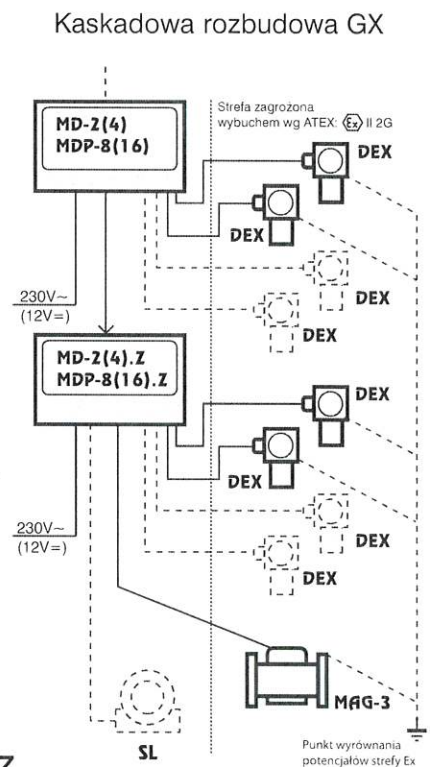 Kaskadowa rozbudowa GX
Strefa zagrożona
wybuchem wg ATEX: Ex II 2G
MD-2(4)
MDP-8(16)
DEX
DEX
DEX
DEX
230V~
(12V=)
MD-2(4).Z
MDP-8(16).Z
DEX
DEX
DEX
DEX
230V~
(12V=)
MAG-3
SL
Punkt wyrównania
potencjałów strefy Ex